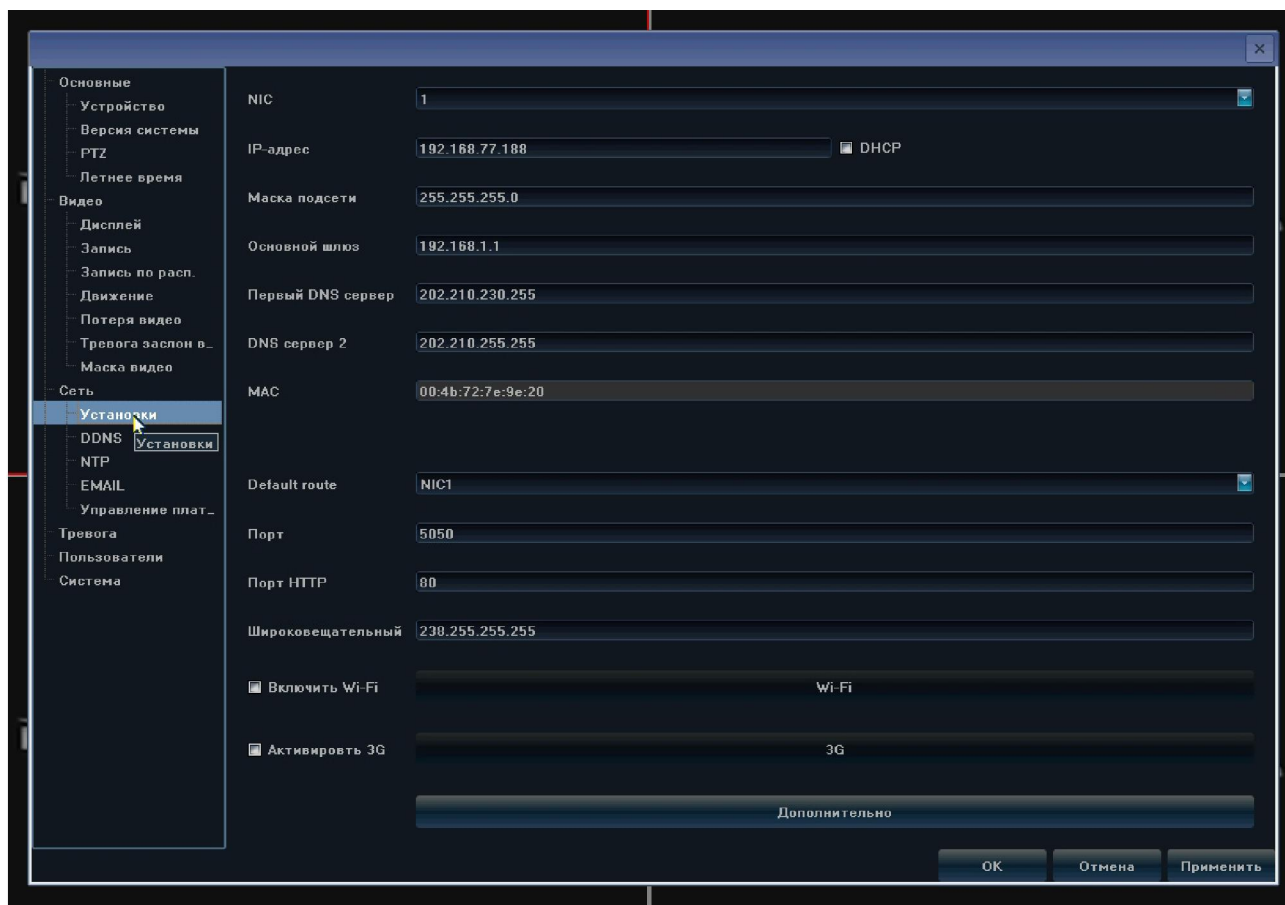 Основные
Устройство
Версия системы
PTZ
Летнее время
Видео
Дисплей
Запись
Запись по расп.
Движение
Потеря видео
Тревога заслон в_
Маска видео
Сеть
Установки
DDNS
Установки
NTP
EMAIL
Управление плат_
Тревога
Пользователи
Система
NIC 1
IP-адрес 192.168.77.188 DHCP
Маска подсети 255.255.255.0
Основной шлюз 192.168.1.1
Первый DNS сервер 202.210.230.255
DNS сервер 2 202.210.255.255
MAC 00:4b:72:7e:9e:20
Default route NIC1
Порт 5050
Порт HTTP 80
Широковещательный 238.255.255.255
Включить Wi-Fi Wi-Fi
Активировть 3G 3G
Дополнительно
OK Отмена Применить